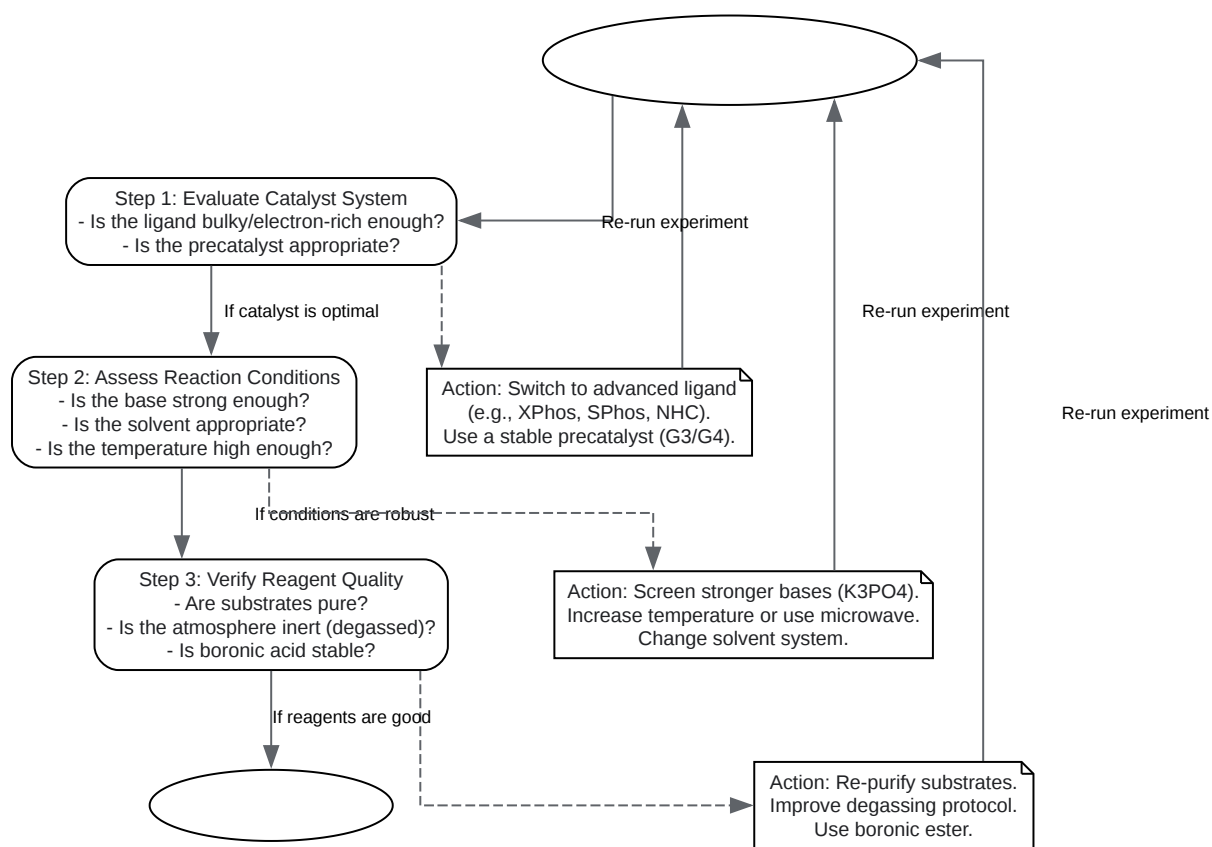 Step 1: Evaluate Catalyst System
- Is the ligand bulky/electron-rich enough?
- Is the precatalyst appropriate?
Re-run experiment
If catalyst is optimal
Re-run experiment
Step 2: Assess Reaction Conditions
- Is the base strong enough?
- Is the solvent appropriate?
- Is the temperature high enough?
Action: Switch to advanced ligand
(e.g., XPhos, SPhos, NHC).
Use a stable precatalyst (G3/G4).
Re-run experiment
If conditions are robust
Step 3: Verify Reagent Quality
- Are substrates pure?
- Is the atmosphere inert (degassed)?
- Is boronic acid stable?
Action: Screen stronger bases (K3PO4).
Increase temperature or use microwave.
Change solvent system.
If reagents are good
Action: Re-purify substrates.
Improve degassing protocol.
Use boronic ester.